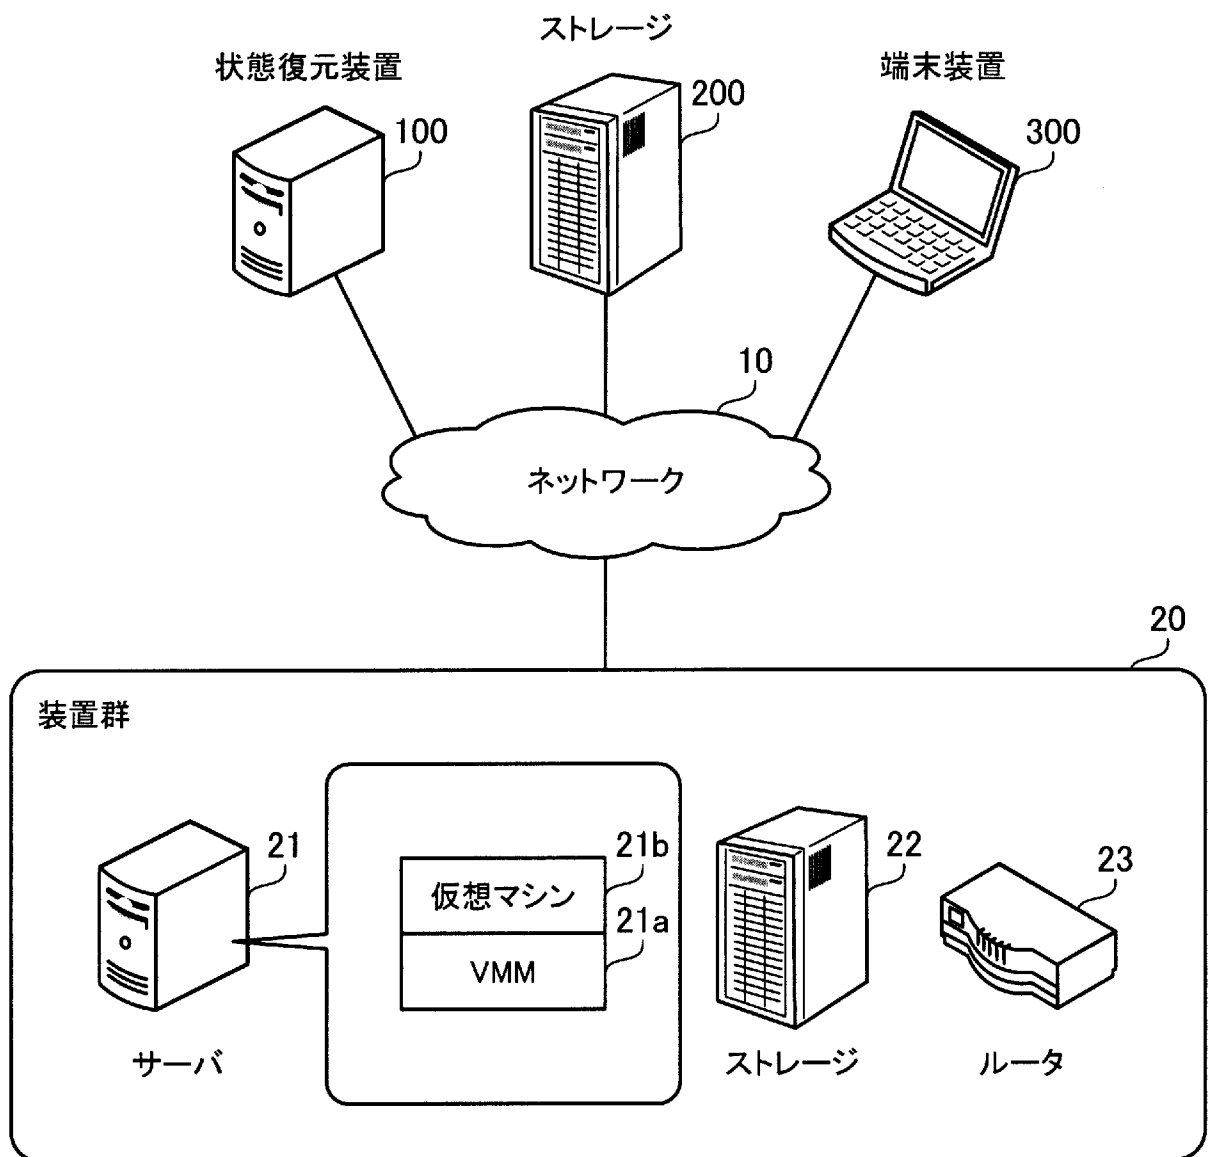 ストレージ
状態復元装置
端末装置
100
200
300
10
ネットワーク
20
装置群
21
21b
仮想マシン
21a
VMM
22
23
サーバ
ストレージ
ルータ